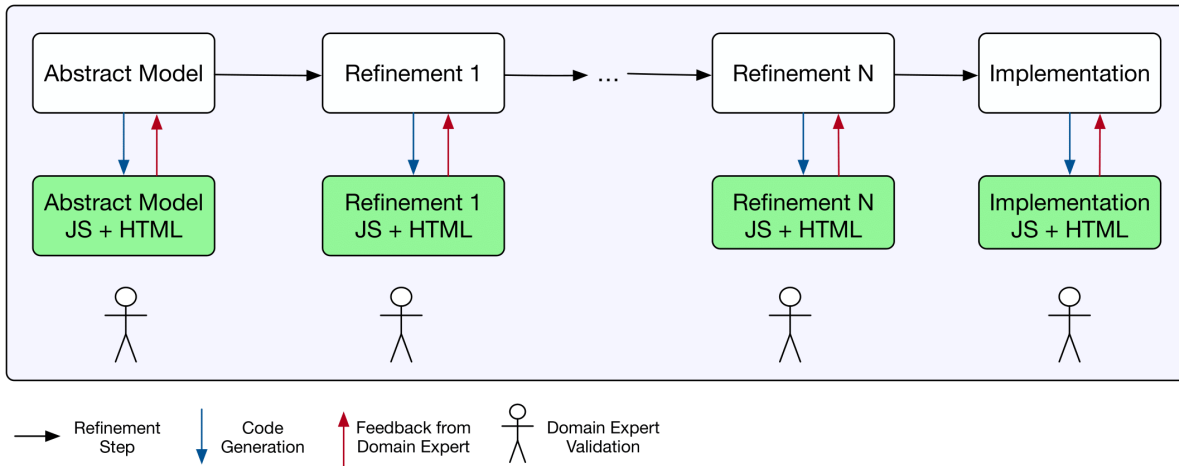 Abstract Model
Refinement 1
...
Refinement N
Implementation
Abstract Model
JS + HTML
Refinement 1
JS + HTML
Refinement N
JS + HTML
Implementation
JS + HTML
Refinement
Step
Code
Generation
Feedback from
Domain Expert
Domain Expert
Validation